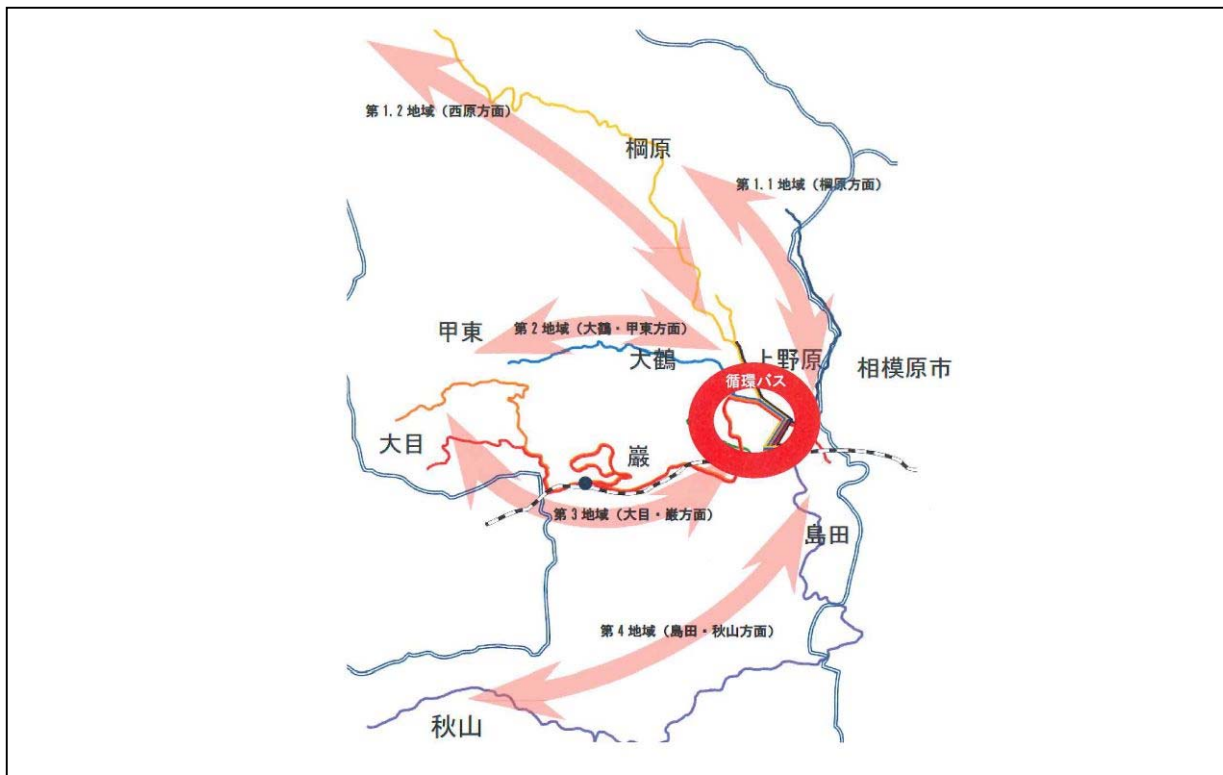 第1.2地域（西原方面）
棡原
第1.1地域（棡原方面）
甲東
第2地域（大鶴・甲東方面）
大鶴
上野原
相模原市
循環バス
大目
巌
第3地域（大目・巌方面）
島田
第4地域（島田・秋山方面）
秋山